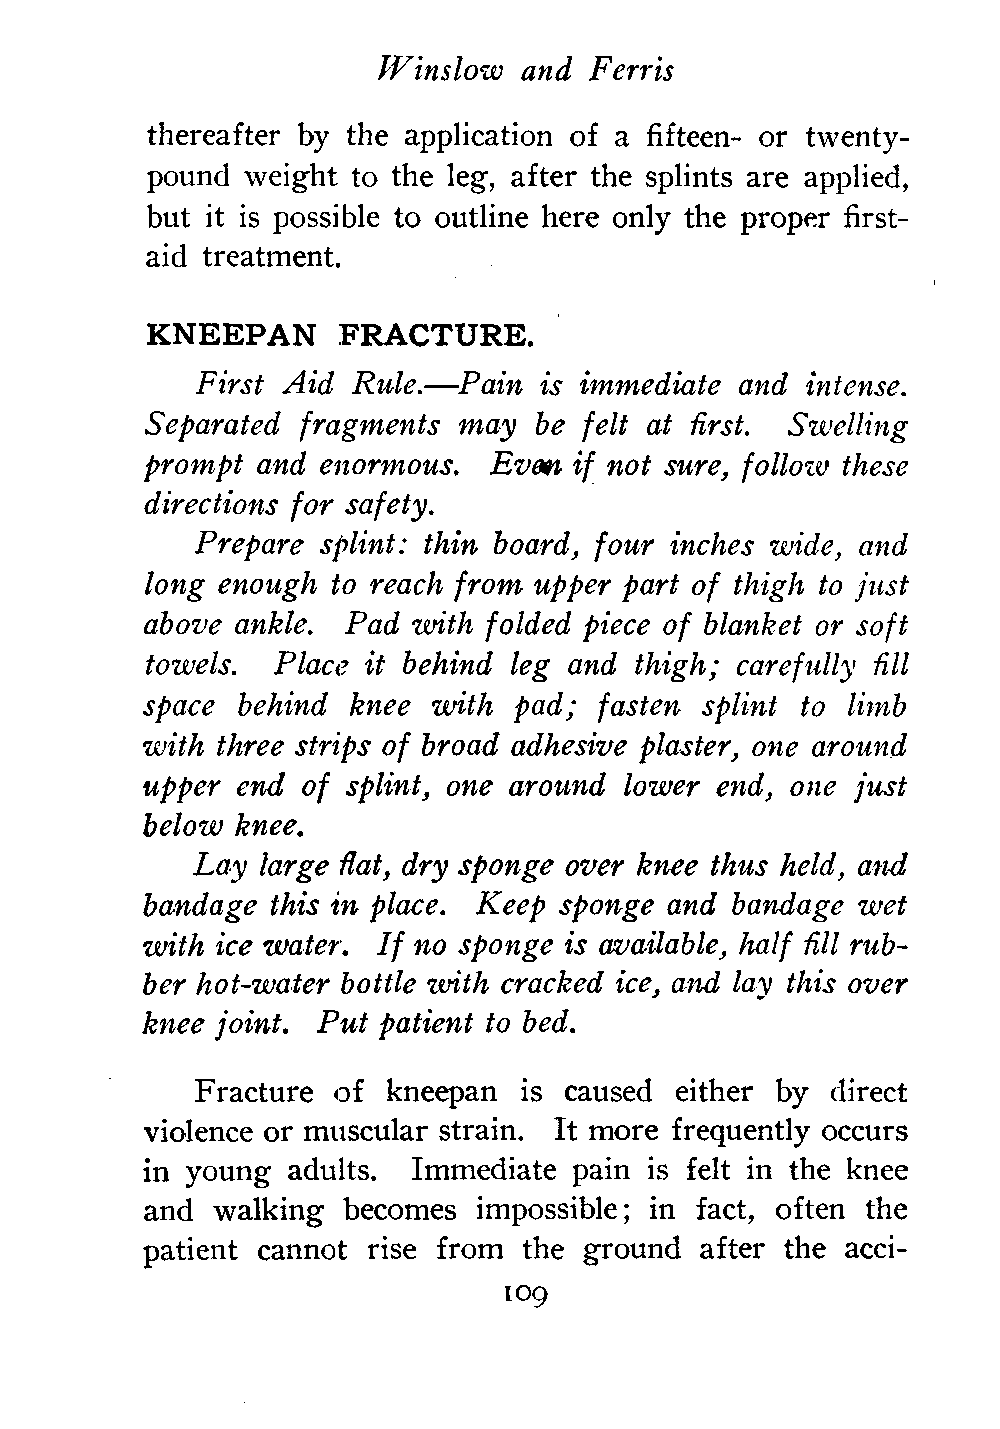 Winslow and Ferris
thereafter by the application of a fifteen- or twenty-
pound weight to the leg, after the splints are applied,
but it is possible to outline here only the proper first-
aid treatment.
KNEEPAN FRACTURE.
First Aid Rule.—Pain is immediate and intense.
Separated fragments may be felt at first. Swelling
prompt and enormous. Even if not sure, follow these
directions for safety.
Prepare splint: thin board, four inches wide, and
long enough to reach from upper part of thigh to just
above ankle. Pad with folded piece of blanket or soft
towels. Place it behind leg and thigh; carefully fill
space behind knee with pad; fasten splint to limb
with three strips of broad adhesive plaster, one around
upper end of splint, one around lower end, one just
below knee.
Lay large flat, dry sponge over knee thus held, and
bandage this in place. Keep sponge and bandage wet
with ice water. If no sponge is available, half fill rub-
ber hot-water bottle with cracked ice, and lay this over
knee joint. Put patient to bed.
Fracture of kneepan is caused either by direct
violence or muscular strain. It more frequently occurs
in young adults. Immediate pain is felt in the knee
and walking becomes impossible; in fact, often the
patient cannot rise from the ground after the acci-
109